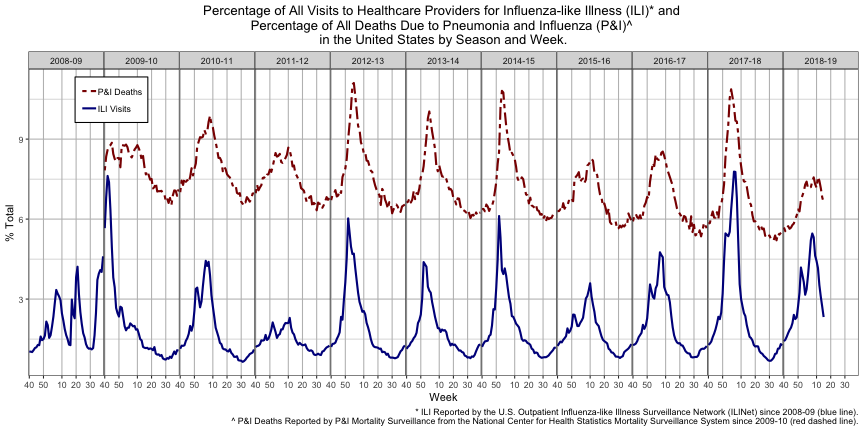 Percentage of All Visits to Healthcare Providers for Influenza-like Illness (ILI)* and
Percentage of All Deaths Due to Pneumonia and Influenza (P&I)^
in the United States by Season and Week.
2008-09 2009-10 2010-11 2011-12 2012-13 2013-14 2014-15 2015-16 2016-17 2017-18 2018-19
P&I Deaths
ILI Visits
9
6
3
% Total
40 50 10 20 30 40 50 10 20 30 40 50 10 20 30 40 50 10 20 30 40 50 10 20 30 40 50 10 20 30 40 50 10 20 30 40 50 10 20 30 40 50 10 20 30 40 50 10 20 30 40 50 10 20 30
Week
* ILI Reported by the U.S. Outpatient Influenza-like Illness Surveillance Network (ILINet) since 2008-09 (blue line).
^ P&I Deaths Reported by P&I Mortality Surveillance from the National Center for Health Statistics Mortality Surveillance System since 2009-10 (red dashed line).